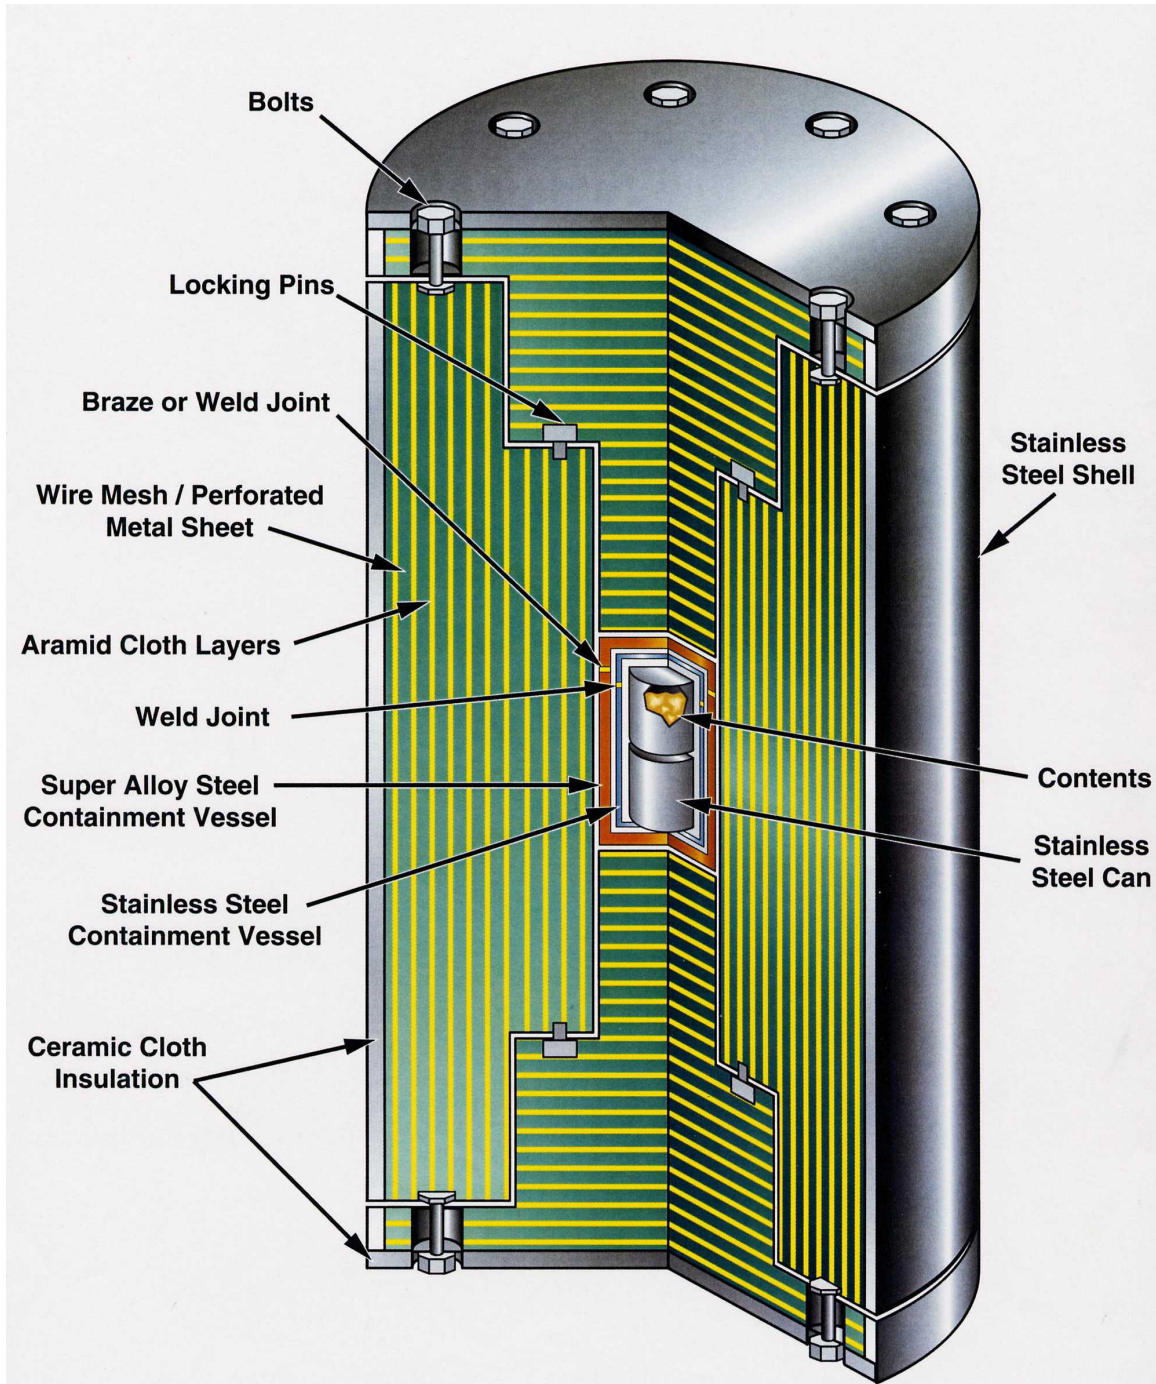 Bolts
Locking Pins
Braze or Weld Joint
Wire Mesh / Perforated
Metal Sheet
Aramid Cloth Layers
Weld Joint
Super Alloy Steel
Containment Vessel
Stainless Steel
Containment Vessel
Ceramic Cloth
Insulation
Stainless
Steel Shell
Contents
Stainless
Steel Can